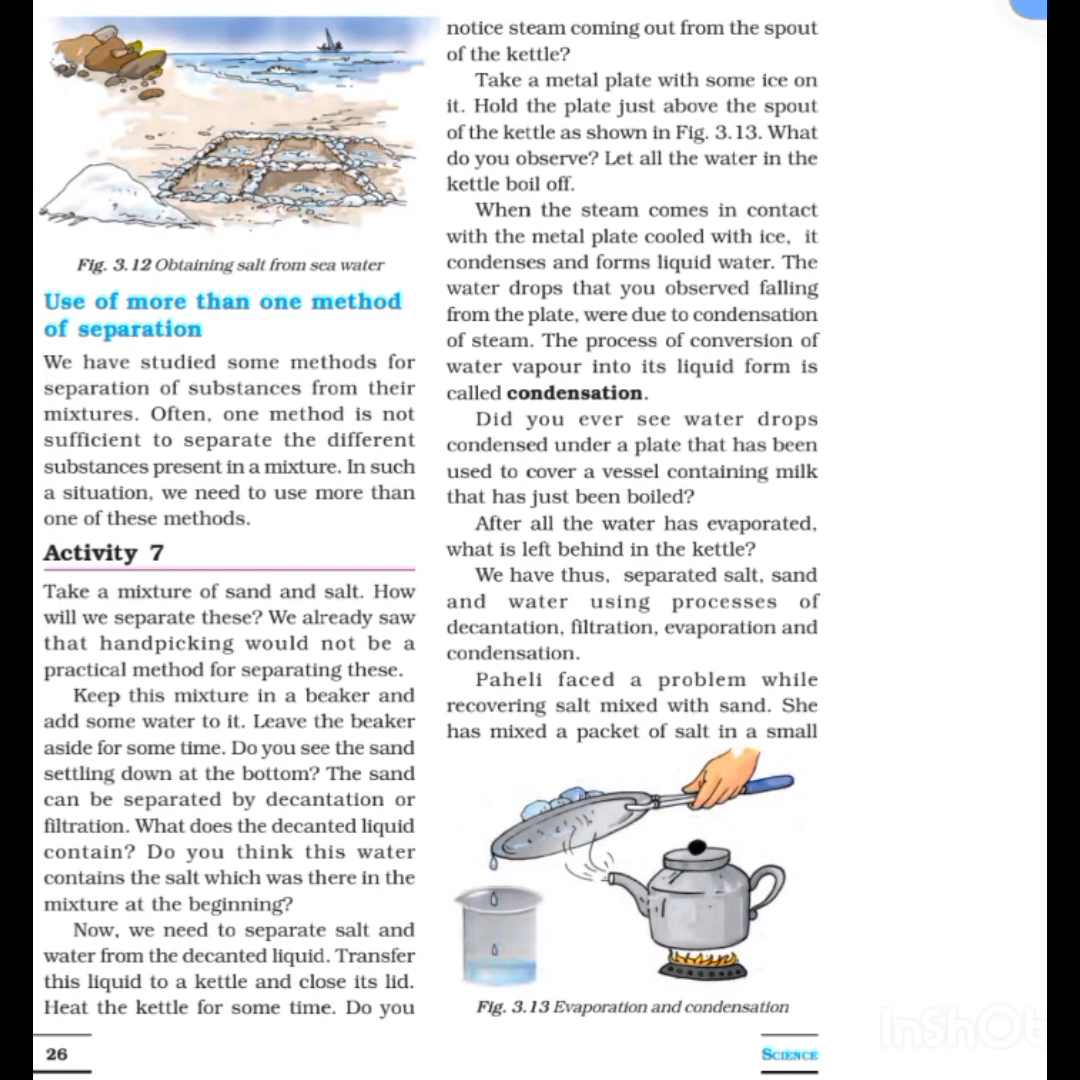 Fig. 3.12 Obtaining salt from sea water
Use of more than one method
of separation
We have studied some methods for
separation of substances from their
mixtures. Often, one method is not
sufficient to separate the different
substances present in a mixture. In such
a situation, we need to use more than
one of these methods.
Activity 7
Take a mixture of sand and salt. How
will we separate these? We already saw
that handpicking would not be a
practical method for separating these.
Keep this mixture in a beaker and
add some water to it. Leave the beaker
aside for some time. Do you see the sand
settling down at the bottom? The sand
can be separated by decantation or
filtration. What does the decanted liquid
contain? Do you think this water
contains the salt which was there in the
mixture at the beginning?
Now, we need to separate salt and
water from the decanted liquid. Transfer
this liquid to a kettle and close its lid.
Heat the kettle for some time. Do you
notice steam coming out from the spout
of the kettle?
Take a metal plate with some ice on
it. Hold the plate just above the spout
of the kettle as shown in Fig. 3.13. What
do you observe? Let all the water in the
kettle boil off.
When the steam comes in contact
with the metal plate cooled with ice, it
condenses and forms liquid water. The
water drops that you observed falling
from the plate, were due to condensation
of steam. The process of conversion of
water vapour into its liquid form is
called condensation.
Did you ever see water drops
condensed under a plate that has been
used to cover a vessel containing milk
that has just been boiled?
After all the water has evaporated,
what is left behind in the kettle?
We have thus, separated salt, sand
and water using processes of
decantation, filtration, evaporation and
condensation.
Paheli faced a problem while
recovering salt mixed with sand. She
has mixed a packet of salt in a small
Fig. 3.13 Evaporation and condensation
26
SCIENCE
InShOt